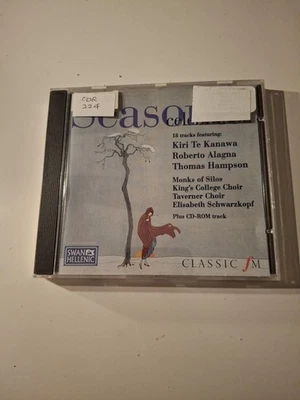 CDR
224
Season
18 tracks featuring:
Kiri Te Kanawa
Roberto Alagna
Thomas Hampson
Monks of Silos
King's College Choir
Taverner Choir
Elisabeth Schwarzkopf
Plus CD-ROM track
SWAN
HELLENIC
CLASSIC fM